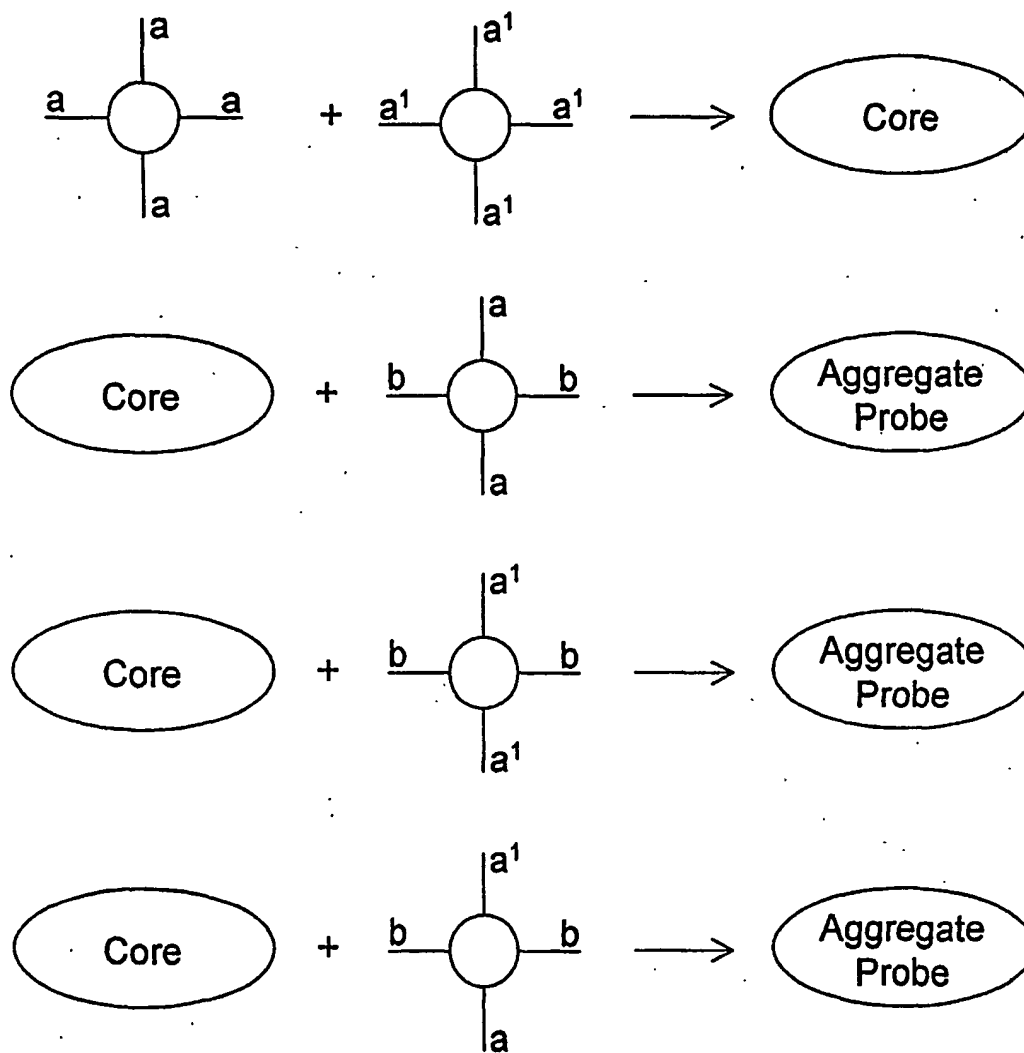 a
a a + a¹ a¹ → Core
a
a¹
a¹
Core + b b → Aggregate
Probe
a
a
Core + b b → Aggregate
Probe
a¹
a¹
Core + b b → Aggregate
Probe
a¹
a